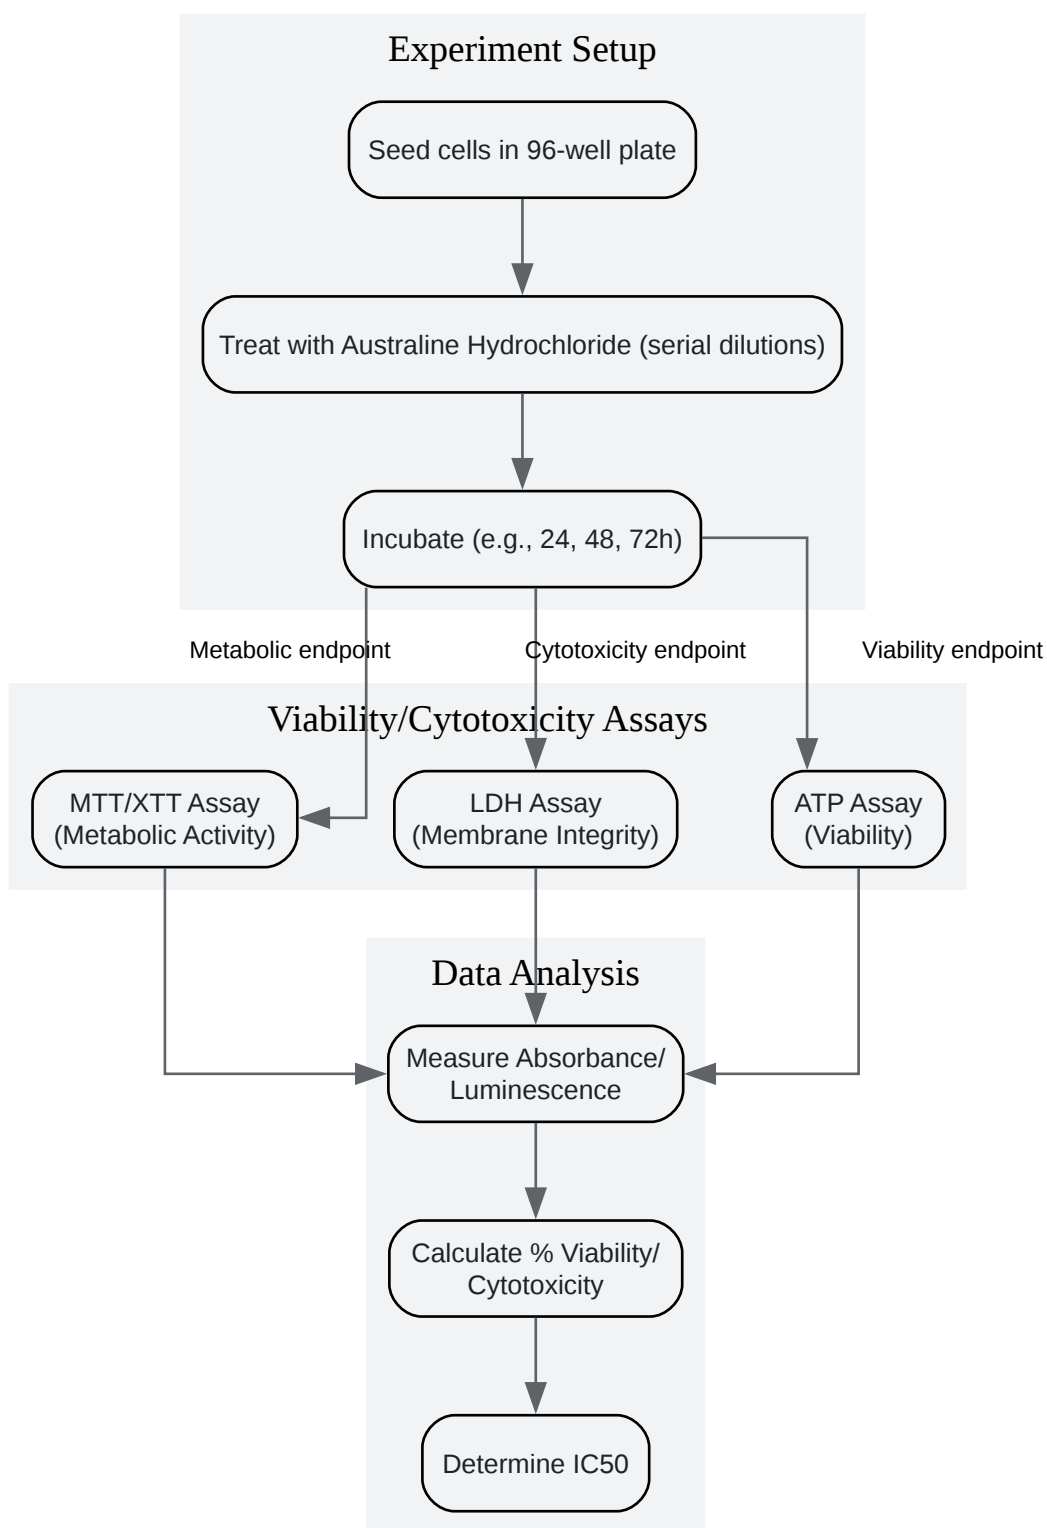 Experiment Setup
Seed cells in 96-well plate
Treat with Australine Hydrochloride (serial dilutions)
Incubate (e.g., 24, 48, 72h)
Metabolic endpoint
Cytotoxicity endpoint
Viability endpoint
Viability/Cytotoxicity Assays
MTT/XTT Assay
(Metabolic Activity)
LDH Assay
(Membrane Integrity)
ATP Assay
(Viability)
Data Analysis
Measure Absorbance/
Luminescence
Calculate % Viability/
Cytotoxicity
Determine IC50